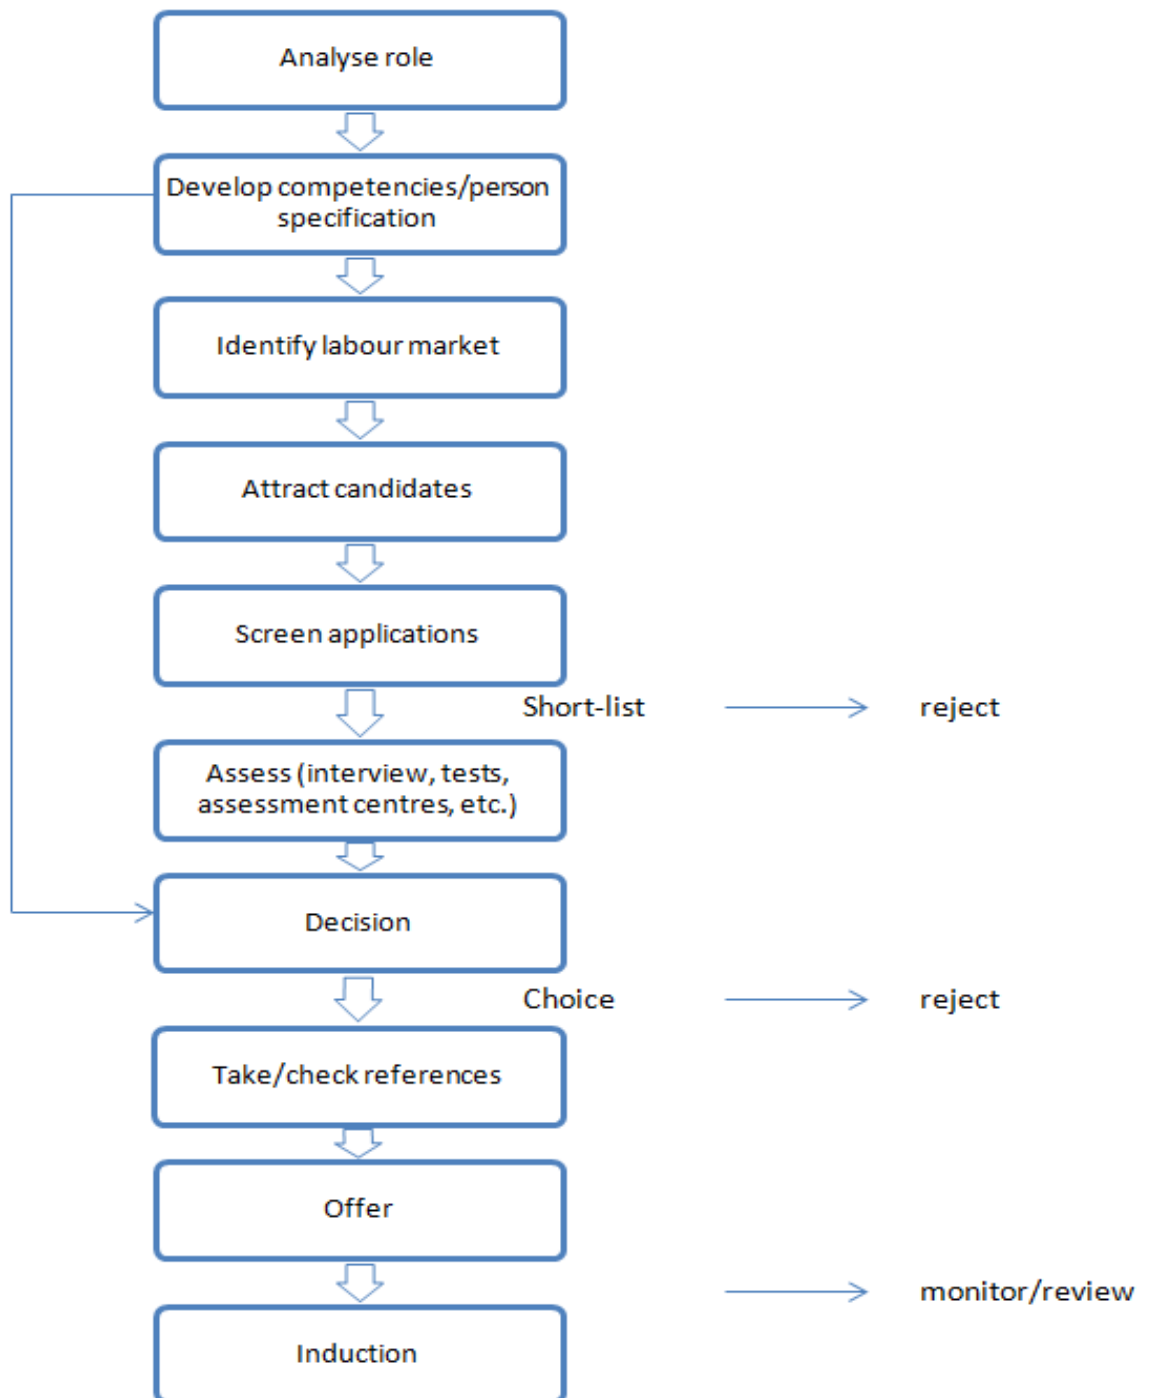 Analyse role
Develop competencies/person
specification
Identify labour market
Attract candidates
Screen applications
Short-list
reject
Assess (interview, tests,
assessment centres, etc.)
Decision
Choice
reject
Take/check references
Offer
monitor/review
Induction